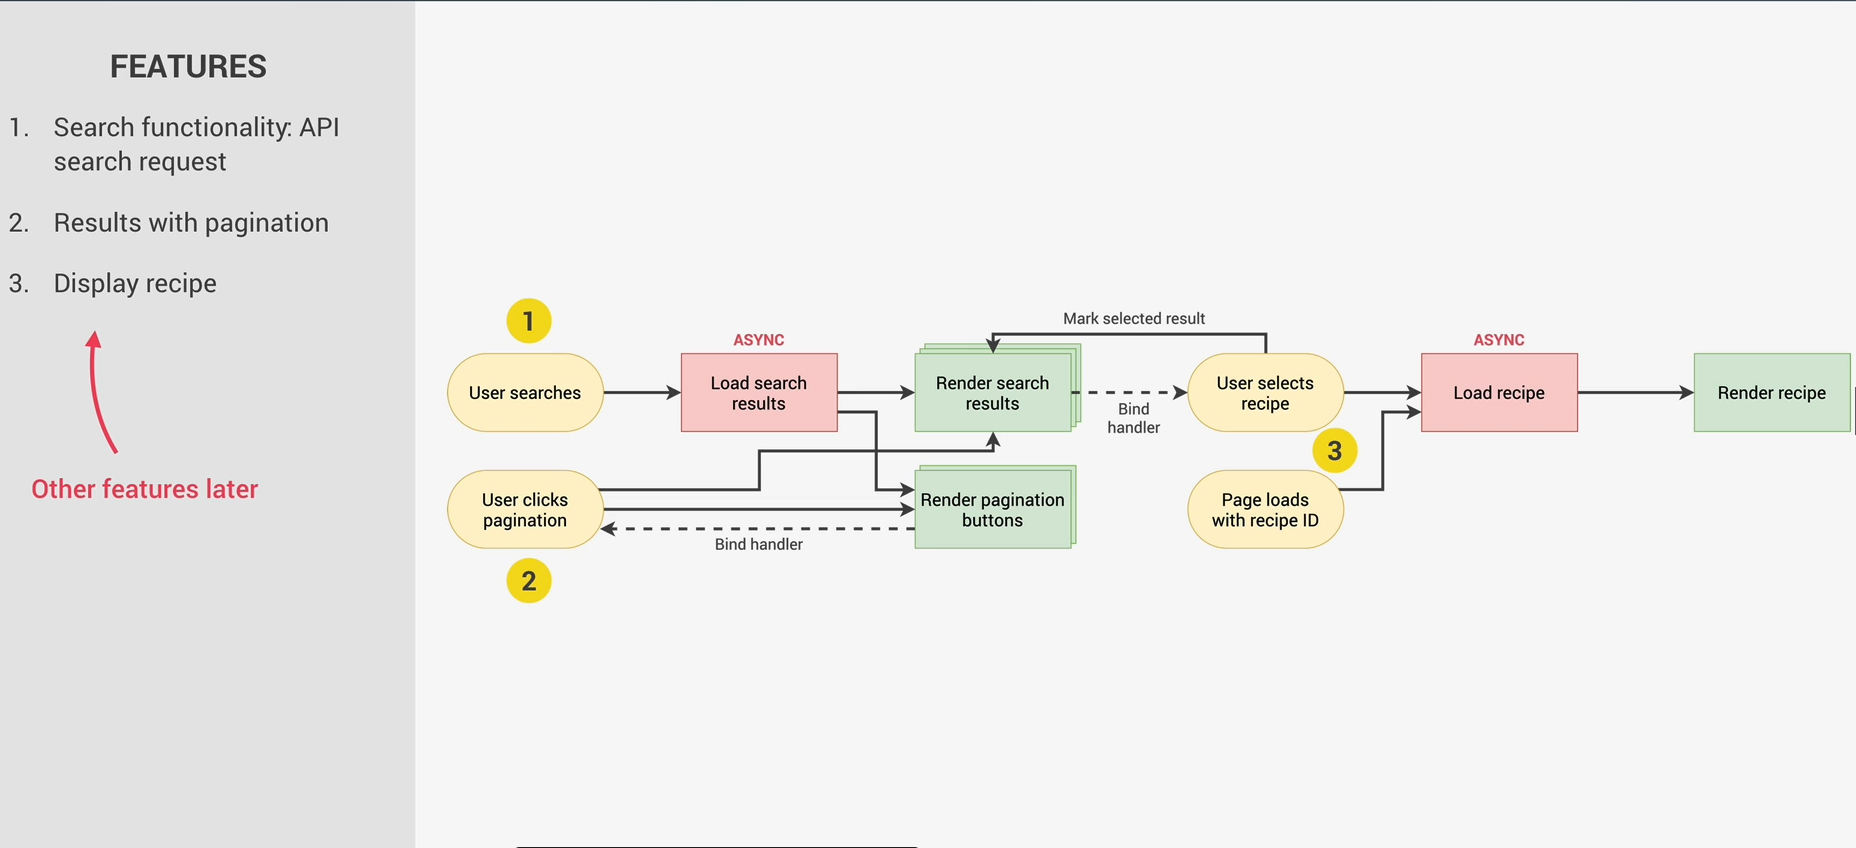 FEATURES
1. Search functionality: API
search request
2. Results with pagination
3. Display recipe
Other features later
1
User searches
ASYNC
Load search
results
Render search
results
Mark selected result
Bind
handler
User selects
recipe
ASYNC
Load recipe
Render recipe
3
User clicks
pagination
Render pagination
buttons
Bind handler
Page loads
with recipe ID
2